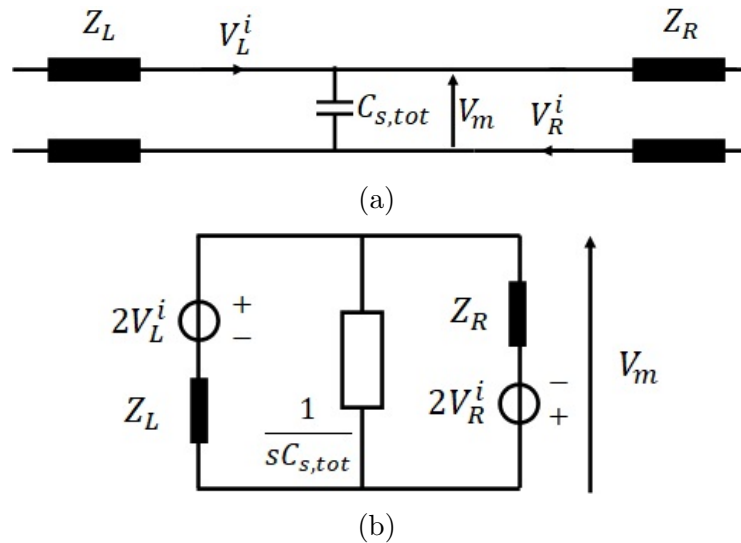 Z_L V_L^i Z_R
C_{s,tot} V_m V_R^i
(a)
2V_L^i + − Z_R
Z_L 1/sC_{s,tot} 2V_R^i − + V_m
(b)